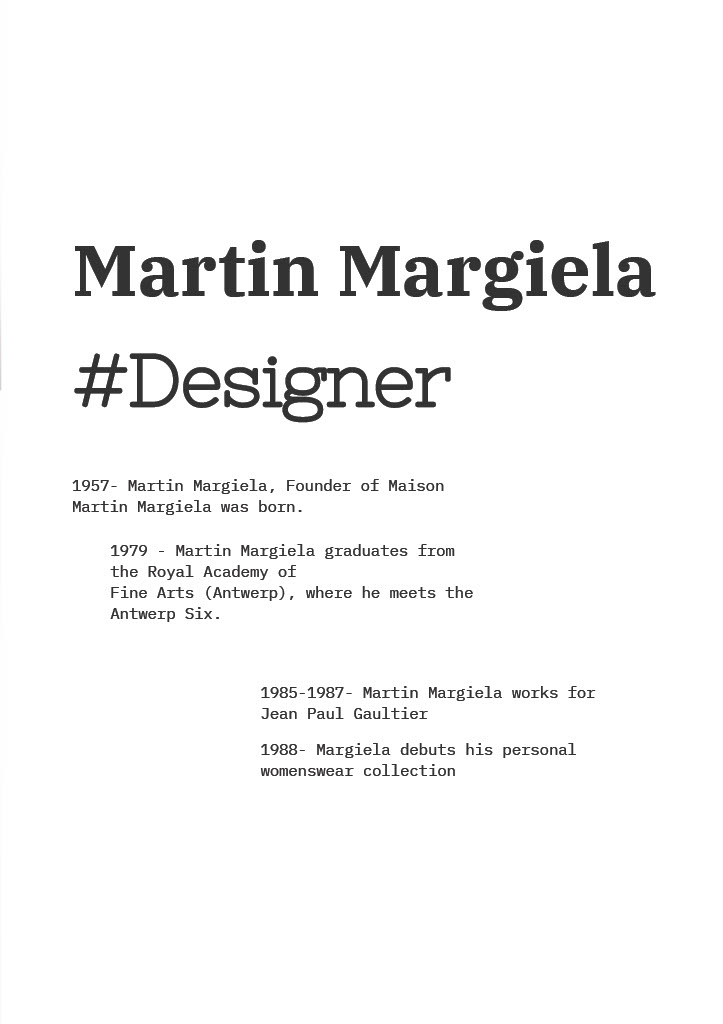 Martin Margiela
#Designer
1957- Martin Margiela, Founder of Maison
Martin Margiela was born.
1979 - Martin Margiela graduates from
the Royal Academy of
Fine Arts (Antwerp), where he meets the
Antwerp Six.
1985-1987- Martin Margiela works for
Jean Paul Gaultier
1988- Margiela debuts his personal
womenswear collection